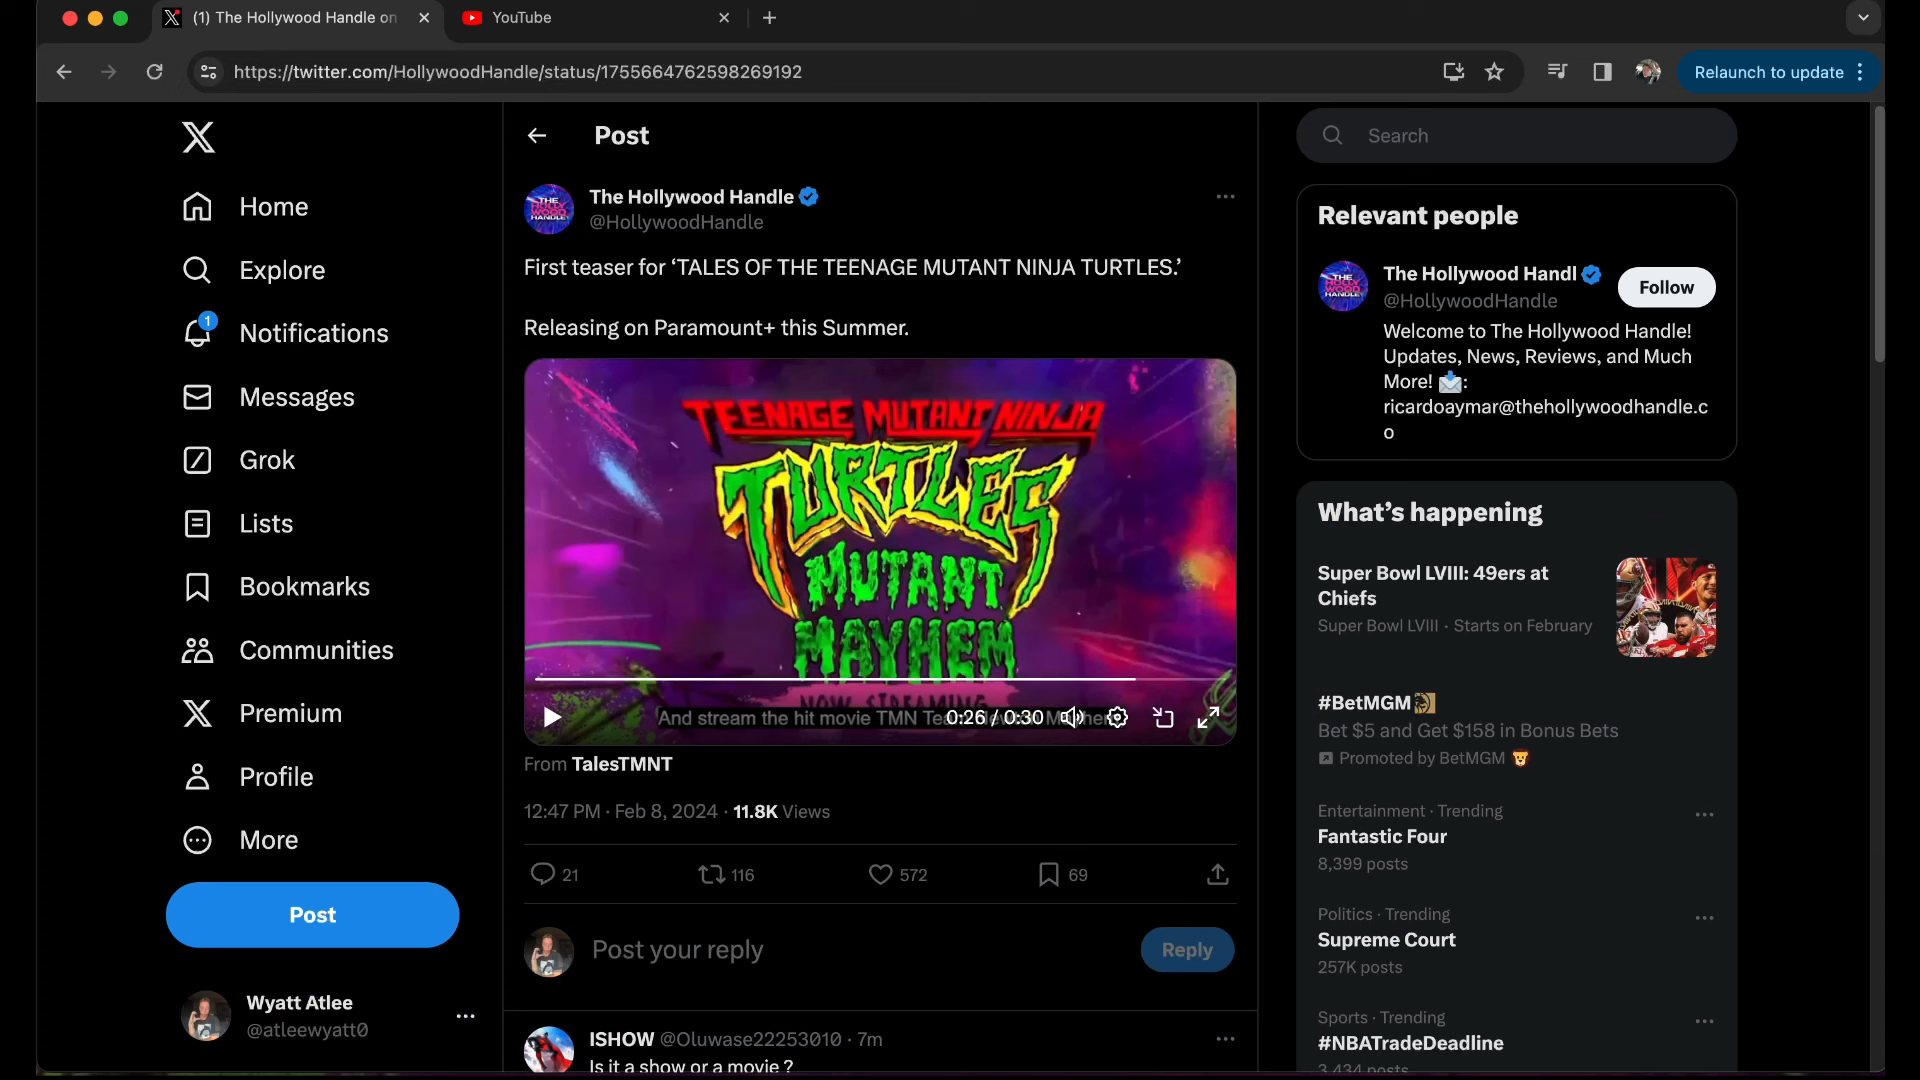 (1) The Hollywood Handle on
YouTube
https://twitter.com/HollywoodHandle/status/1755664762598269192
Relaunch to update
Home
Explore
1
Notifications
Messages
Grok
Lists
Bookmarks
Communities
Premium
Profile
More
Post
Wyatt Atlee
@atleewyatt0
Post
The Hollywood Handle
@HollywoodHandle
First teaser for ‘TALES OF THE TEENAGE MUTANT NINJA TURTLES.’
Releasing on Paramount+ this Summer.
TEENAGE MUTANT NINJA
TURTLES
MUTANT
MAYHEM
NOW STREAMING
And stream the hit movie TMN
0:26 / 0:30
From TalesTMNT
12:47 PM · Feb 8, 2024 · 11.8K Views
21 116 572 69
Post your reply
Reply
ISHOW @Oluwase22253010 · 7m
Is it a show or a movie ?
Search
Relevant people
THE HOLLYWOOD HANDLE
The Hollywood Handl
@HollywoodHandle
Follow
Welcome to The Hollywood Handle!
Updates, News, Reviews, and Much
More! 📩:
ricardoaymar@thehollywoodhandle.c
o
What’s happening
Super Bowl LVIII: 49ers at
Chiefs
Super Bowl LVIII · Starts on February
#BetMGM
Bet $5 and Get $158 in Bonus Bets
Promoted by BetMGM 🦁
Entertainment · Trending
Fantastic Four
8,399 posts
Politics · Trending
Supreme Court
257K posts
Sports · Trending
#NBATradeDeadline
3,434 posts